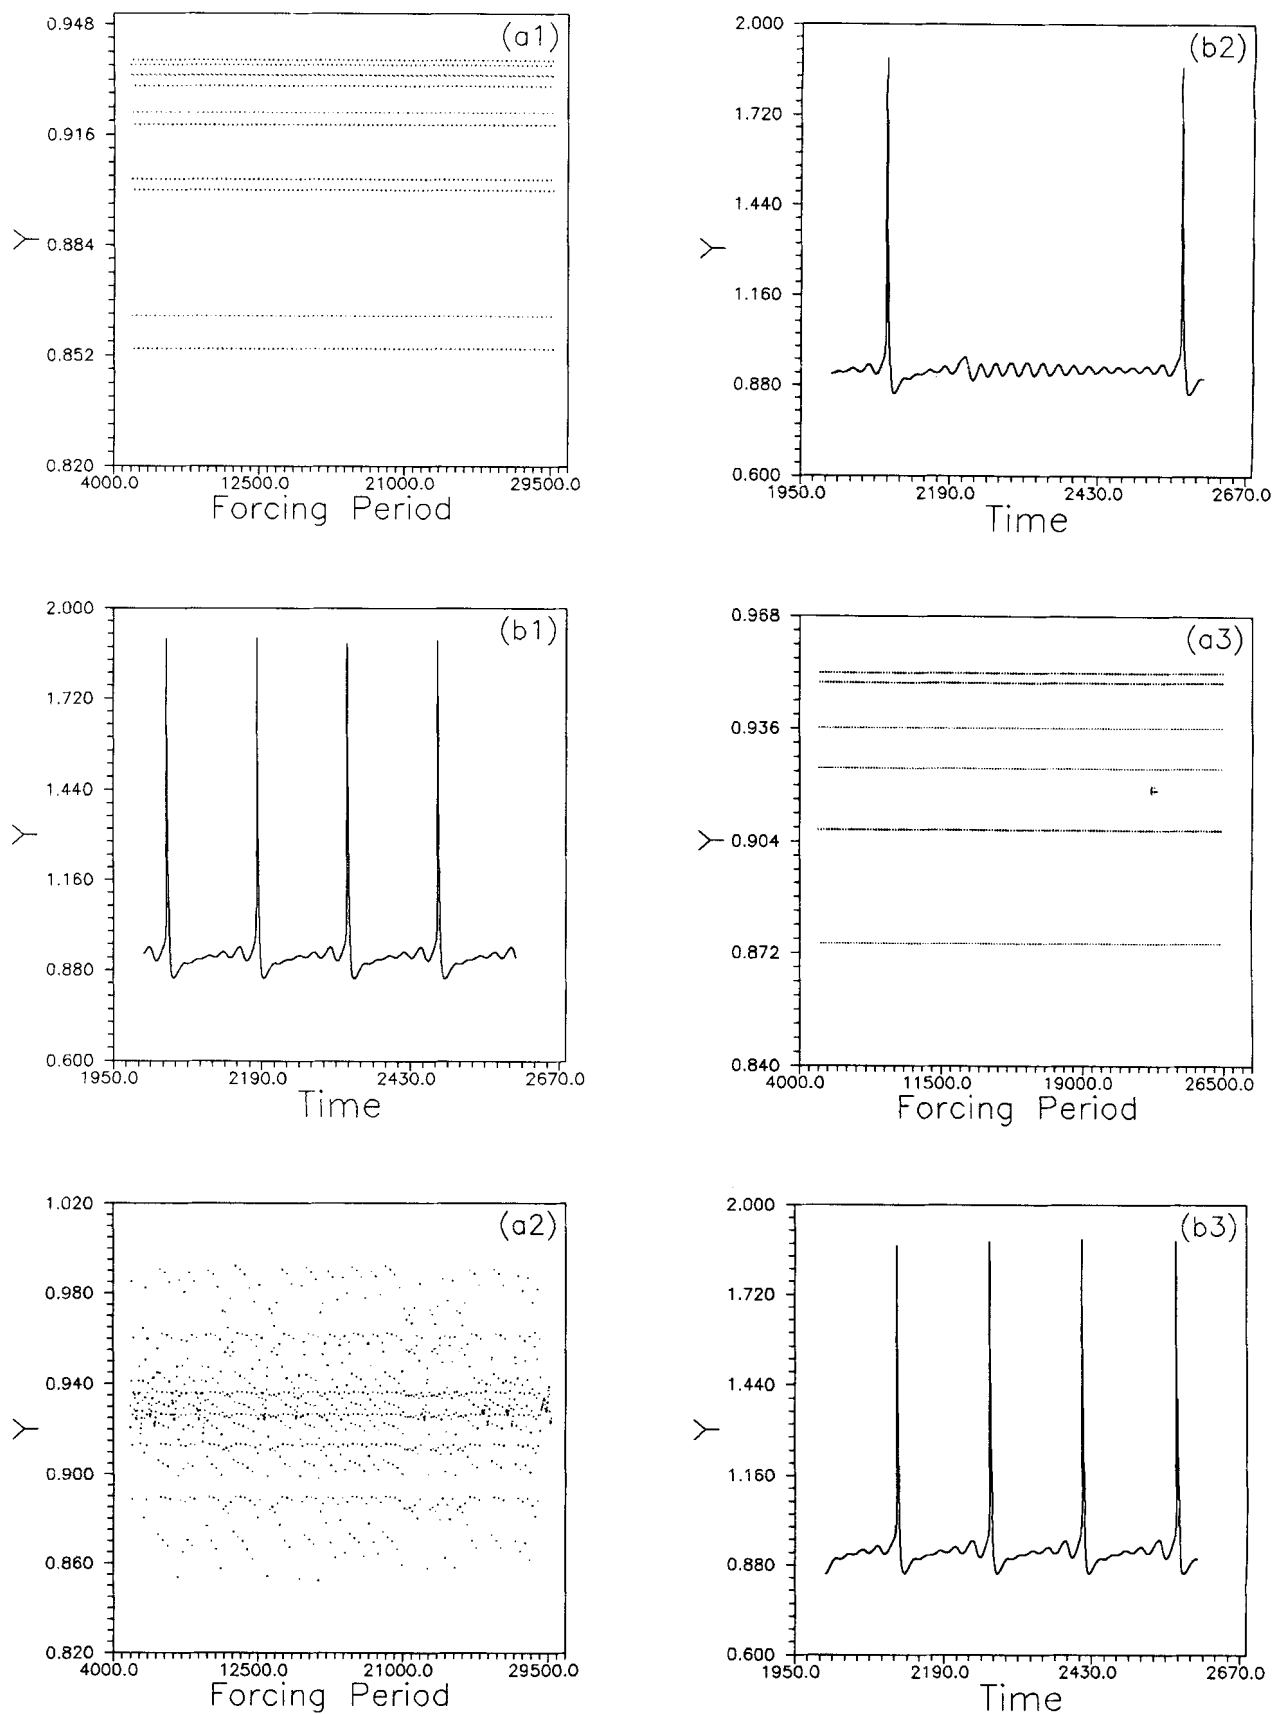 (a1)
0.948
0.916
0.884
0.852
0.820
Y
4000.0 12500.0 21000.0 29500.0
Forcing Period
(b2)
2.000
1.720
1.440
1.160
0.880
0.600
Y
1950.0 2190.0 2430.0 2670.0
Time
(b1)
2.000
1.720
1.440
1.160
0.880
0.600
Y
1950.0 2190.0 2430.0 2670.0
Time
(a3)
0.968
0.936
0.904
0.872
0.840
Y
4000.0 11500.0 19000.0 26500.0
Forcing Period
(a2)
1.020
0.980
0.940
0.900
0.860
0.820
Y
4000.0 12500.0 21000.0 29500.0
Forcing Period
(b3)
2.000
1.720
1.440
1.160
0.880
0.600
Y
1950.0 2190.0 2430.0 2670.0
Time